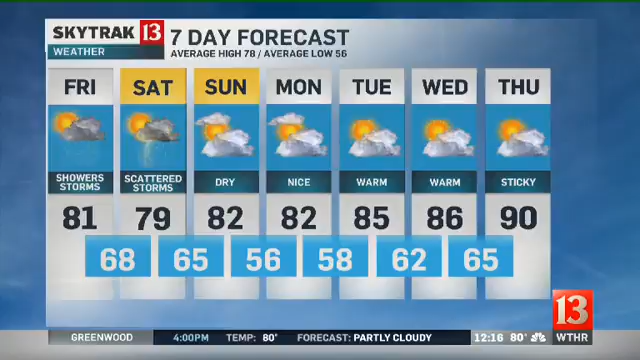 SKYTRAK 13
WEATHER
7 DAY FORECAST
AVERAGE HIGH 78 / AVERAGE LOW 56
FRI SAT SUN MON TUE WED THU
SHOWERS STORMS SCATTERED STORMS DRY NICE WARM WARM STICKY
81 79 82 82 85 86 90
68 65 56 58 62 65
13
GREENWOOD 4:00PM TEMP: 80° FORECAST: PARTLY CLOUDY 12:16 80° WTHR